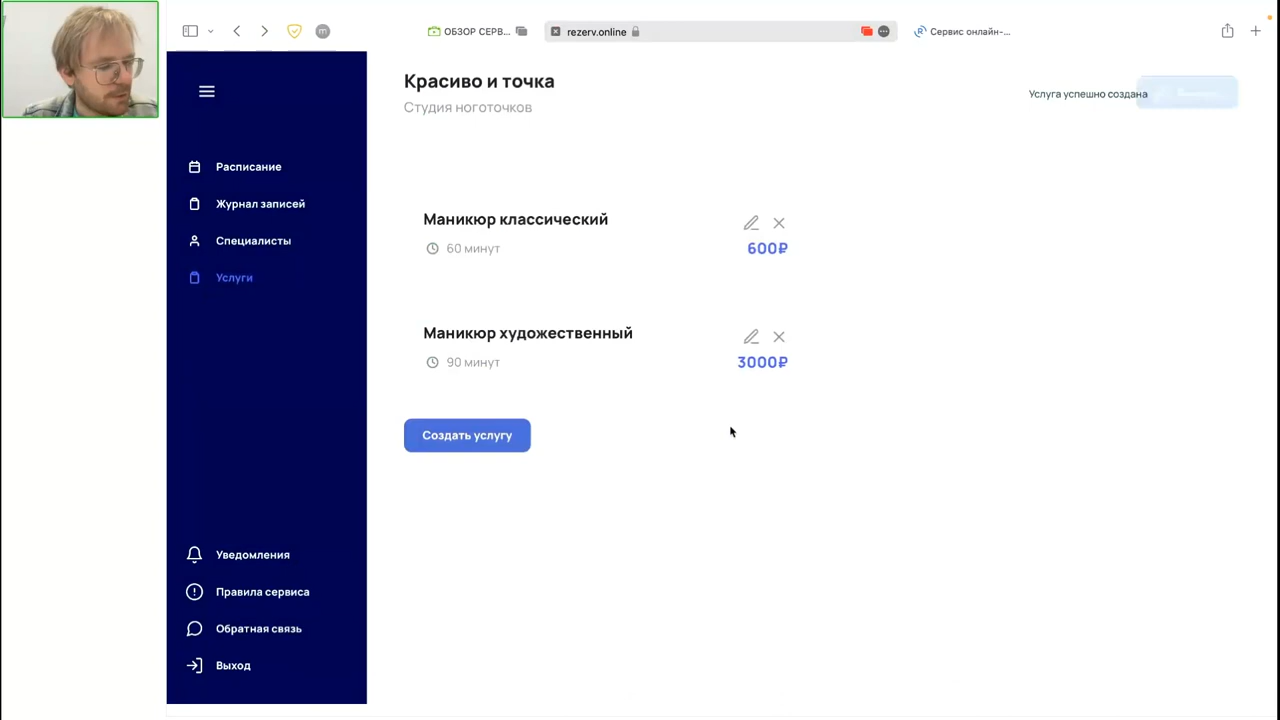 ОБЗОР СЕРВ...
rezerv.online
Сервис онлайн-...
Красиво и точка
Студия ноготочков
Услуга успешно создана
Расписание
Журнал записей
Специалисты
Услуги
Маникюр классический
60 минут
600₽
Маникюр художественный
90 минут
3000₽
Создать услугу
Уведомления
Правила сервиса
Обратная связь
Выход